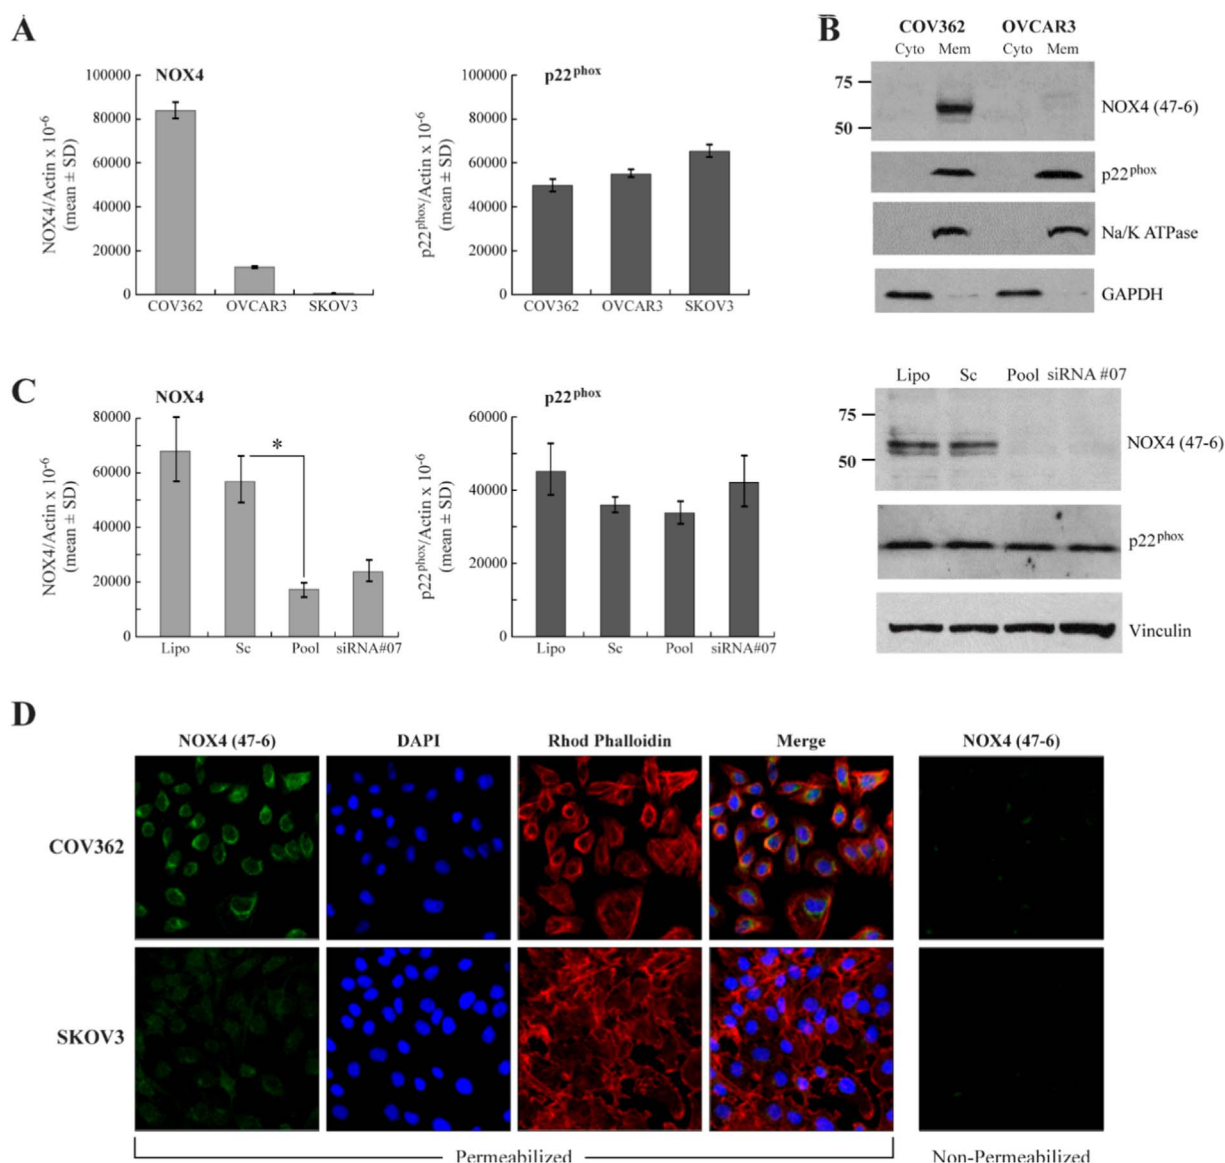 A
NOX4
NOX4/Actin x 10-6
(mean ± SD)
100000
80000
60000
40000
20000
0
COV362 OVCAR3 SKOV3
p22phox
p22phox/Actin x 10-6
(mean ± SD)
100000
80000
60000
40000
20000
0
COV362 OVCAR3 SKOV3
B
COV362 OVCAR3
Cyto Mem Cyto Mem
75
50
NOX4 (47-6)
p22phox
Na/K ATPase
GAPDH
C
NOX4
NOX4/Actin x 10-6
(mean ± SD)
80000
60000
40000
20000
0
*
Lipo Sc Pool siRNA#07
p22phox
p22phox/Actin x 10-6
(mean ± SD)
60000
40000
20000
0
Lipo Sc Pool siRNA#07
Lipo Sc Pool siRNA #07
75
50
NOX4 (47-6)
p22phox
Vinculin
D
NOX4 (47-6) DAPI Rhod Phalloidin Merge NOX4 (47-6)
COV362
SKOV3
Permeabilized Non-Permeabilized